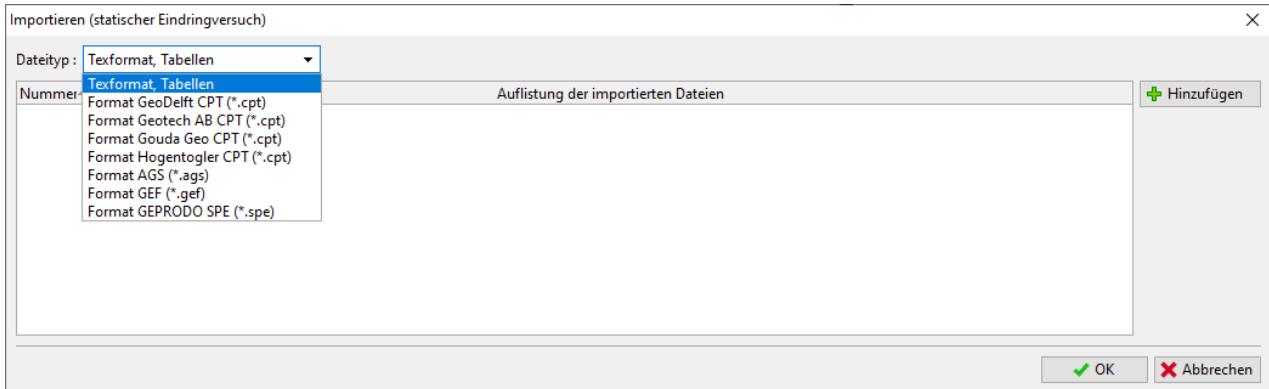 Importieren (statischer Eindringversuch)
Dateityp : Texformat, Tabellen
Texformat, Tabellen
Format GeoDelft CPT (*.cpt)
Format Geotech AB CPT (*.cpt)
Format Gouda Geo CPT (*.cpt)
Format Hogentogler CPT (*.cpt)
Format AGS (*.ags)
Format GEF (*.gef)
Format GEPRODO SPE (*.spe)
Nummer Auflistung der importierten Dateien
Hinzufügen
OK Abbrechen